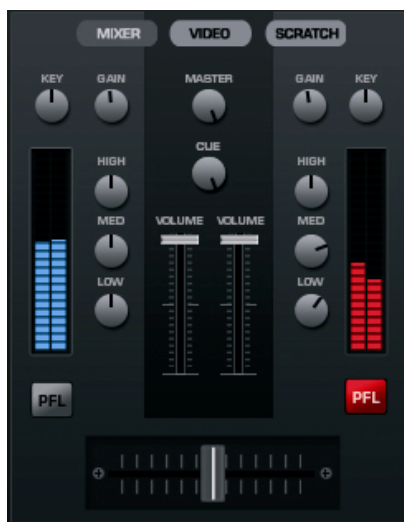 MIXER VIDEO SCRATCH
KEY GAIN MASTER GAIN KEY
CUE
HIGH HIGH
VOLUME VOLUME
MED MED
LOW LOW
PFL PFL